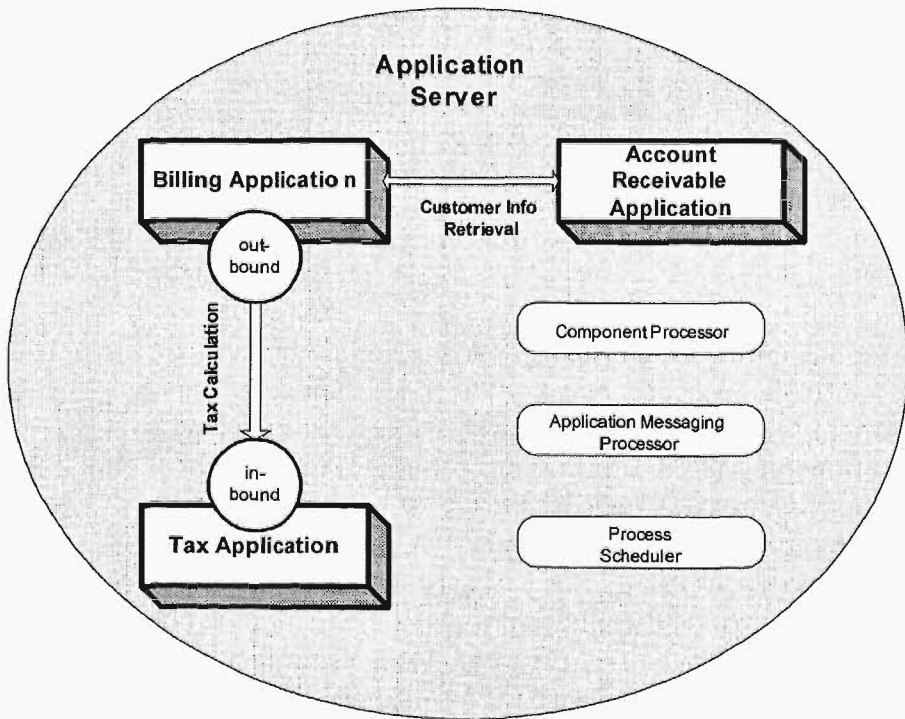 Application
Server
Billing Application
Account
Receivable
Application
Customer Info
Retrieval
out-
bound
Tax Calculation
Component Processor
Application Messaging
Processor
in-
bound
Tax Application
Process
Scheduler